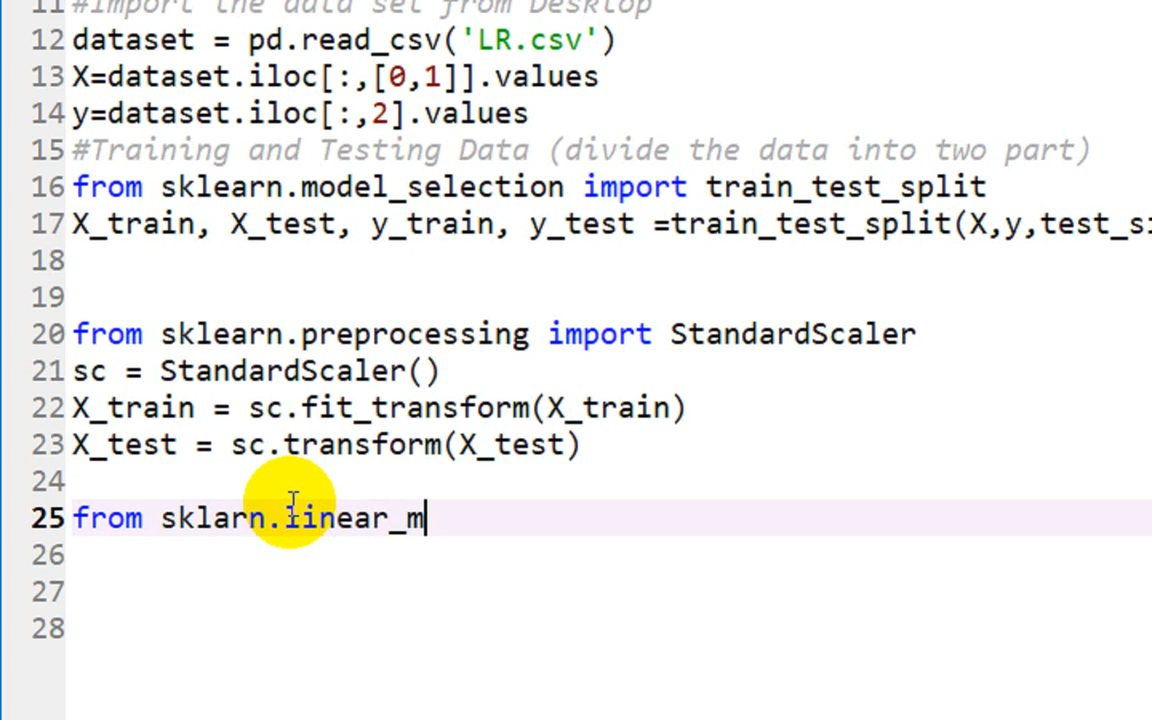 11 #Import the data set from Desktop
12 dataset = pd.read_csv('LR.csv')
13 X=dataset.iloc[:,[0,1]].values
14 y=dataset.iloc[:,2].values
15 #Training and Testing Data (divide the data into two part)
16 from sklearn.model_selection import train_test_split
17 X_train, X_test, y_train, y_test =train_test_split(X,y,test_si
18
19
20 from sklearn.preprocessing import StandardScaler
21 sc = StandardScaler()
22 X_train = sc.fit_transform(X_train)
23 X_test = sc.transform(X_test)
24
25 from sklarn.linear_m
26
27
28